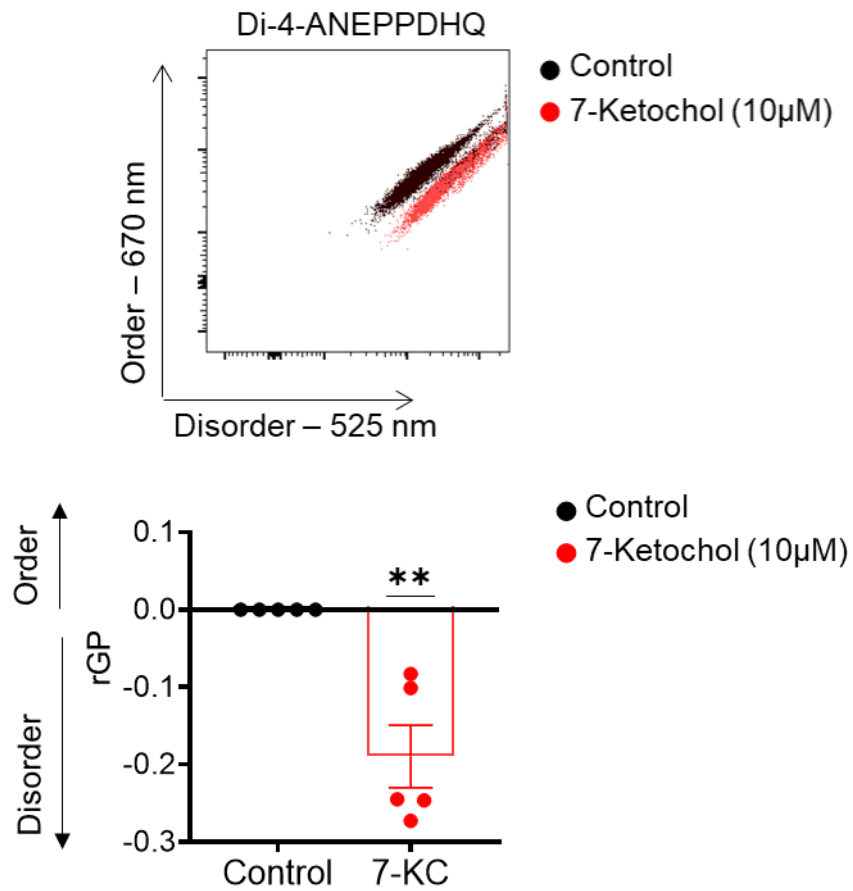 Di-4-ANEPPDHQ
Control
7-Ketochol (10µM)
Order – 670 nm
Disorder – 525 nm
Control
7-Ketochol (10µM)
Order
Disorder
rGP
0.1
0.0
-0.1
-0.2
-0.3
**
Control 7-KC